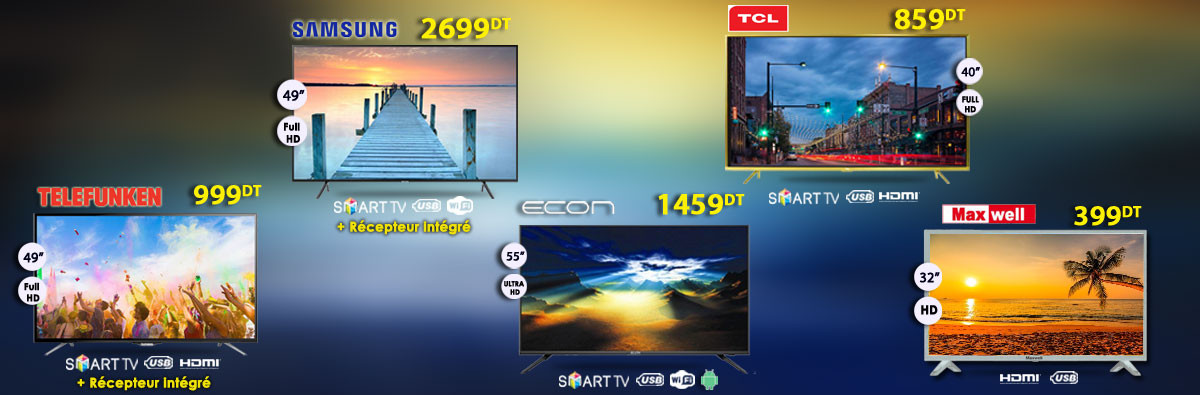 SAMSUNG 2699DT
49’’
Full HD
SMART TV USB WiFi
+ Récepteur intégré
TCL 859DT
40’’
FULL HD
SMART TV USB HDMI
TELEFUNKEN 999DT
49’’
Full HD
SMART TV USB HDMI
+ Récepteur intégré
ECON 1459DT
55’’
ULTRA HD
SMART TV USB WiFi
Maxwell 399DT
32’’
HD
Maxwell
HDMI USB